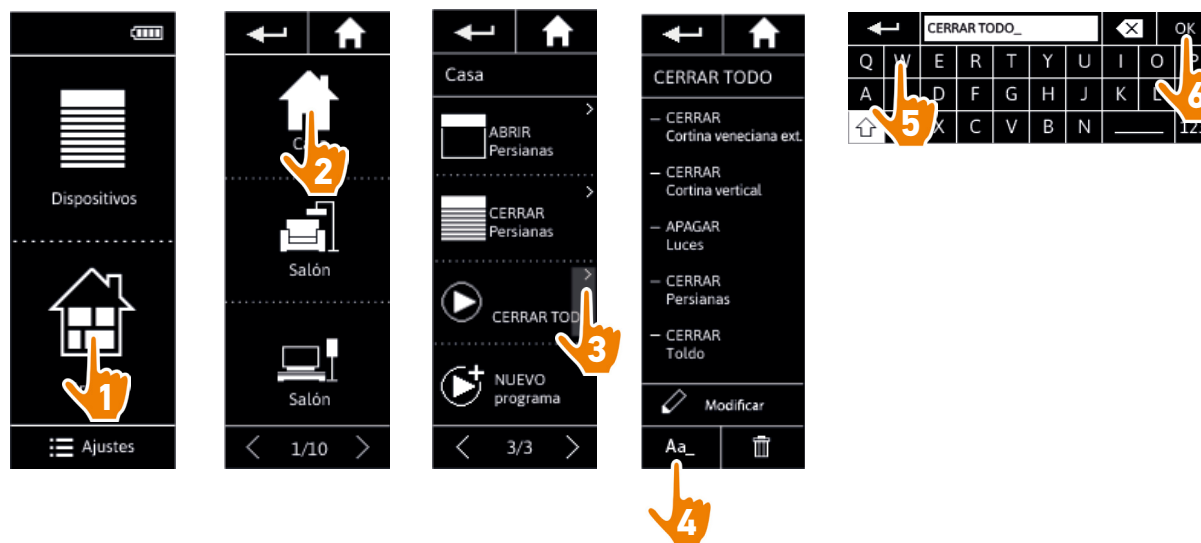 Dispositivos
1
Ajustes
2
Salón
Salón
1/10
Casa
ABRIR
Persianas
CERRAR
Persianas
CERRAR TOD
3
NUEVO
programa
3/3
CERRAR TODO
– CERRAR
Cortina veneciana ext.
– CERRAR
Cortina vertical
– APAGAR
Luces
– CERRAR
Persianas
– CERRAR
Toldo
Modificar
Aa_
4
CERRAR TODO_
OK
Q W E R T Y U I O P
A D F G H J K L
X C V B N 12
5
6